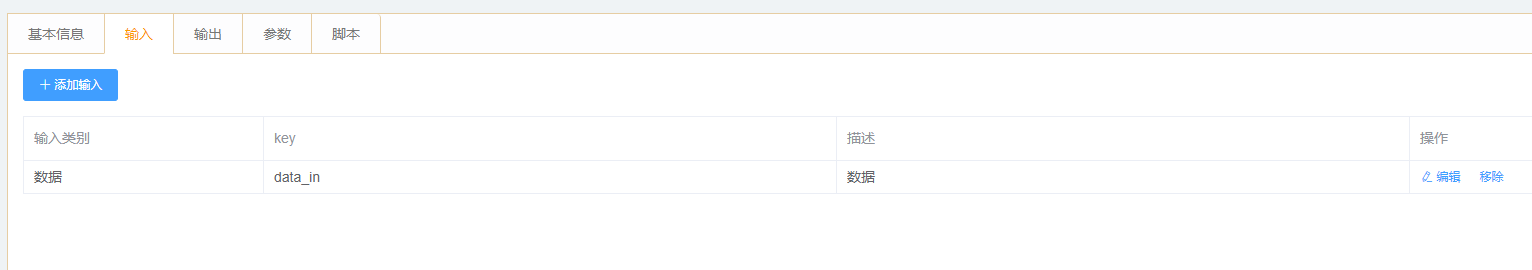 基本信息 输入 输出 参数 脚本
添加输入
输入类别 key 描述 操作
数据 data_in 数据 编辑 移除